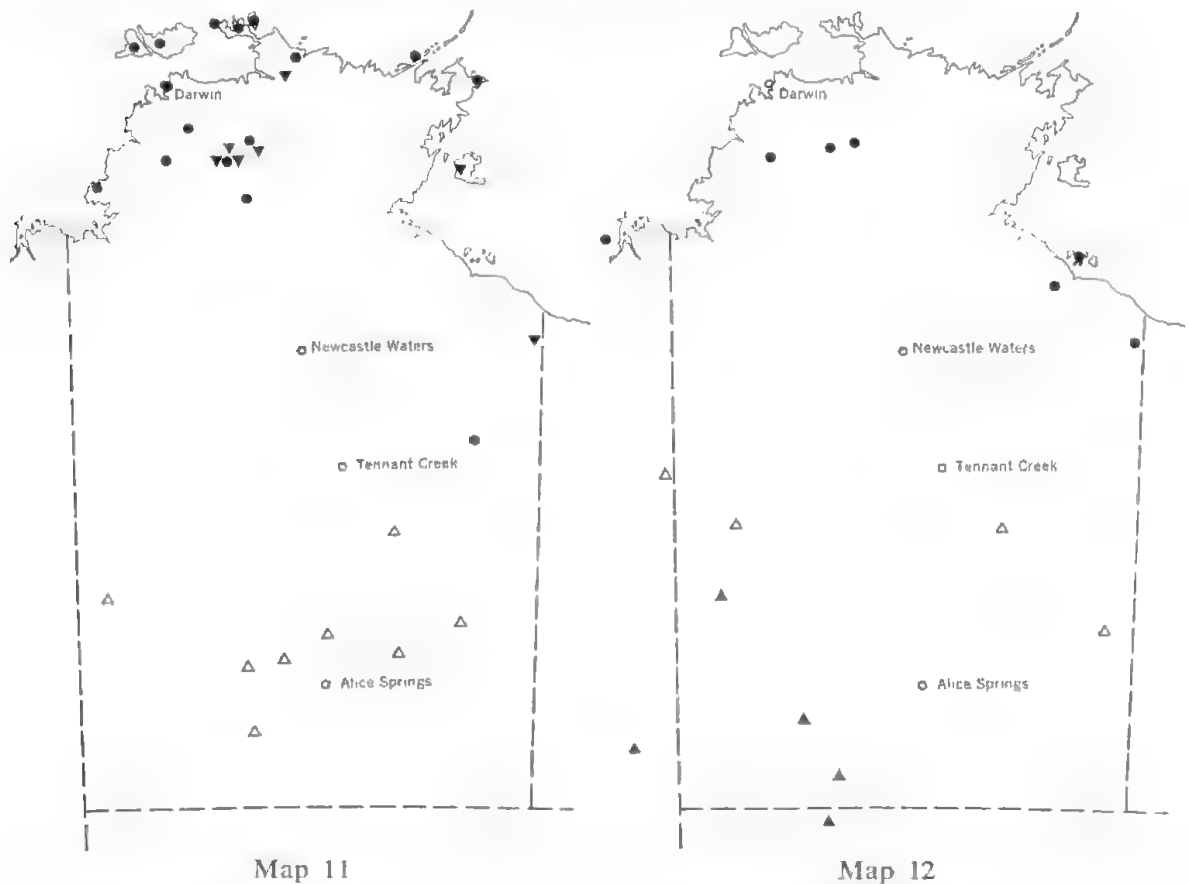 Darwin
Newcastle Waters
Tennant Creek
Alice Springs
Map 11
Darwin
Newcastle Waters
Tennant Creek
Alice Springs
Map 12